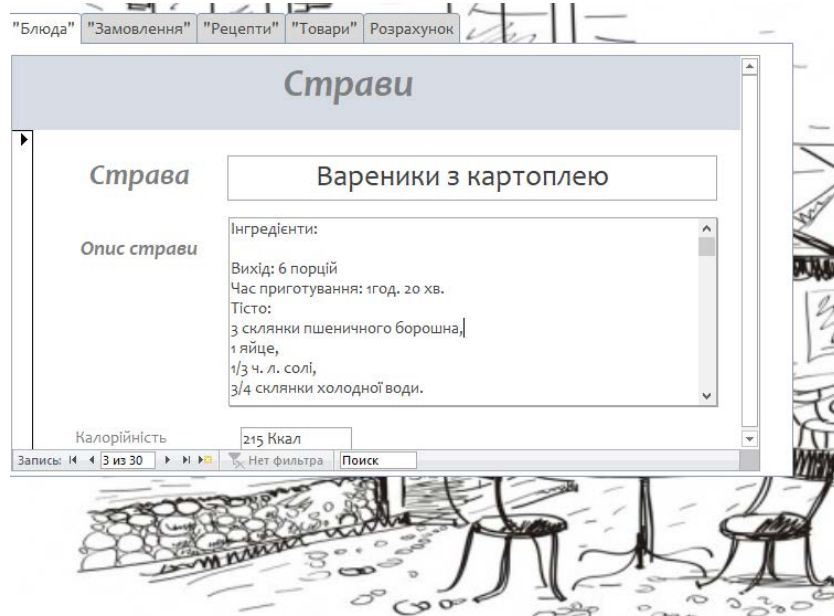 "Блюда" "Замовлення" "Рецепти" "Товари" Розрахунок
Страви
Страва Вареники з картоплею
Опис страви
Інгредієнти:
Вихід: 6 порцій
Час приготування: 1год. 20 хв.
Тісто:
3 склянки пшеничного борошна,
1 яйце,
1/3 ч. л. солі,
3/4 склянки холодної води.
Калорійність 215 Ккал
Запись: 3 из 30 Нет фильтра Поиск